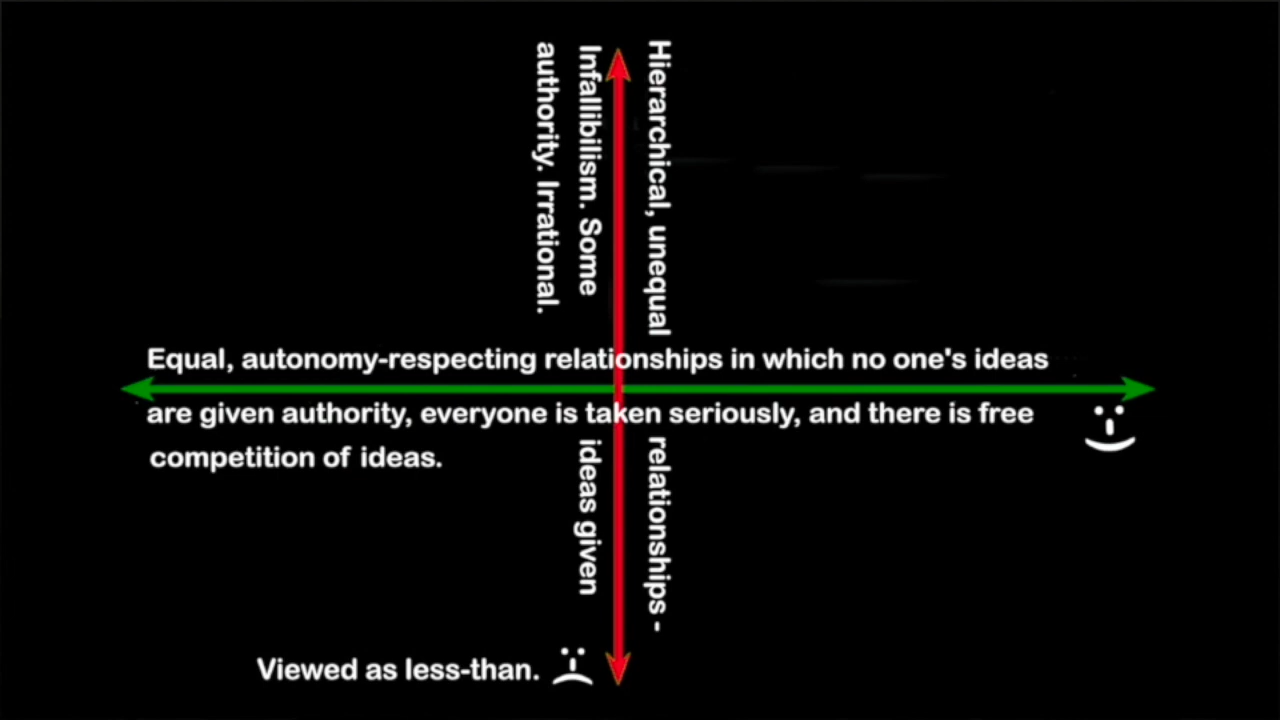 Hierarchical, unequal relationships -
Infallibilism. Some ideas given
authority. Irrational.
Equal, autonomy-respecting relationships in which no one's ideas
are given authority, everyone is taken seriously, and there is free
competition of ideas.
Viewed as less-than.